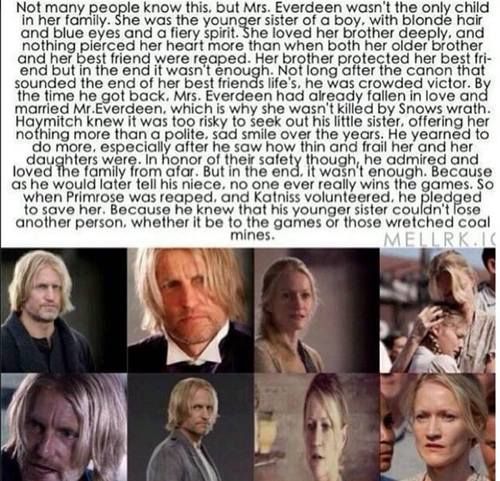 Not many people know this, but Mrs. Everdeen wasn't the only child
in her family. She was the younger sister of a boy, with blonde hair
and blue eyes and a fiery spirit. She loved her brother deeply, and
nothing pierced her heart more than when both her older brother
and her best friend were reaped. Her brother protected her best fri-
end but in the end it wasn't enough. Not long after the canon that
sounded the end of her best friends life's, he was crowded victor. By
the time he got back, Mrs. Everdeen had already fallen in love and
married Mr.Everdeen, which is why she wasn't killed by Snows wrath.
Haymitch knew it was too risky to seek out his little sister, offering her
nothing more than a polite, sad smile over the years. He yearned to
do more, especially after he saw how thin and frail her and her
daughters were. In honor of their safety though, he admired and
loved the family from afar. But in the end, it wasn't enough. Because
as he would later tell his niece, no one ever really wins the games. So
when Primrose was reaped, and Katniss volunteered, he pledged
to save her. Because he knew that his younger sister couldn't lose
another person, whether it be to the games or those wretched coal
mines.
MELLRK.IG